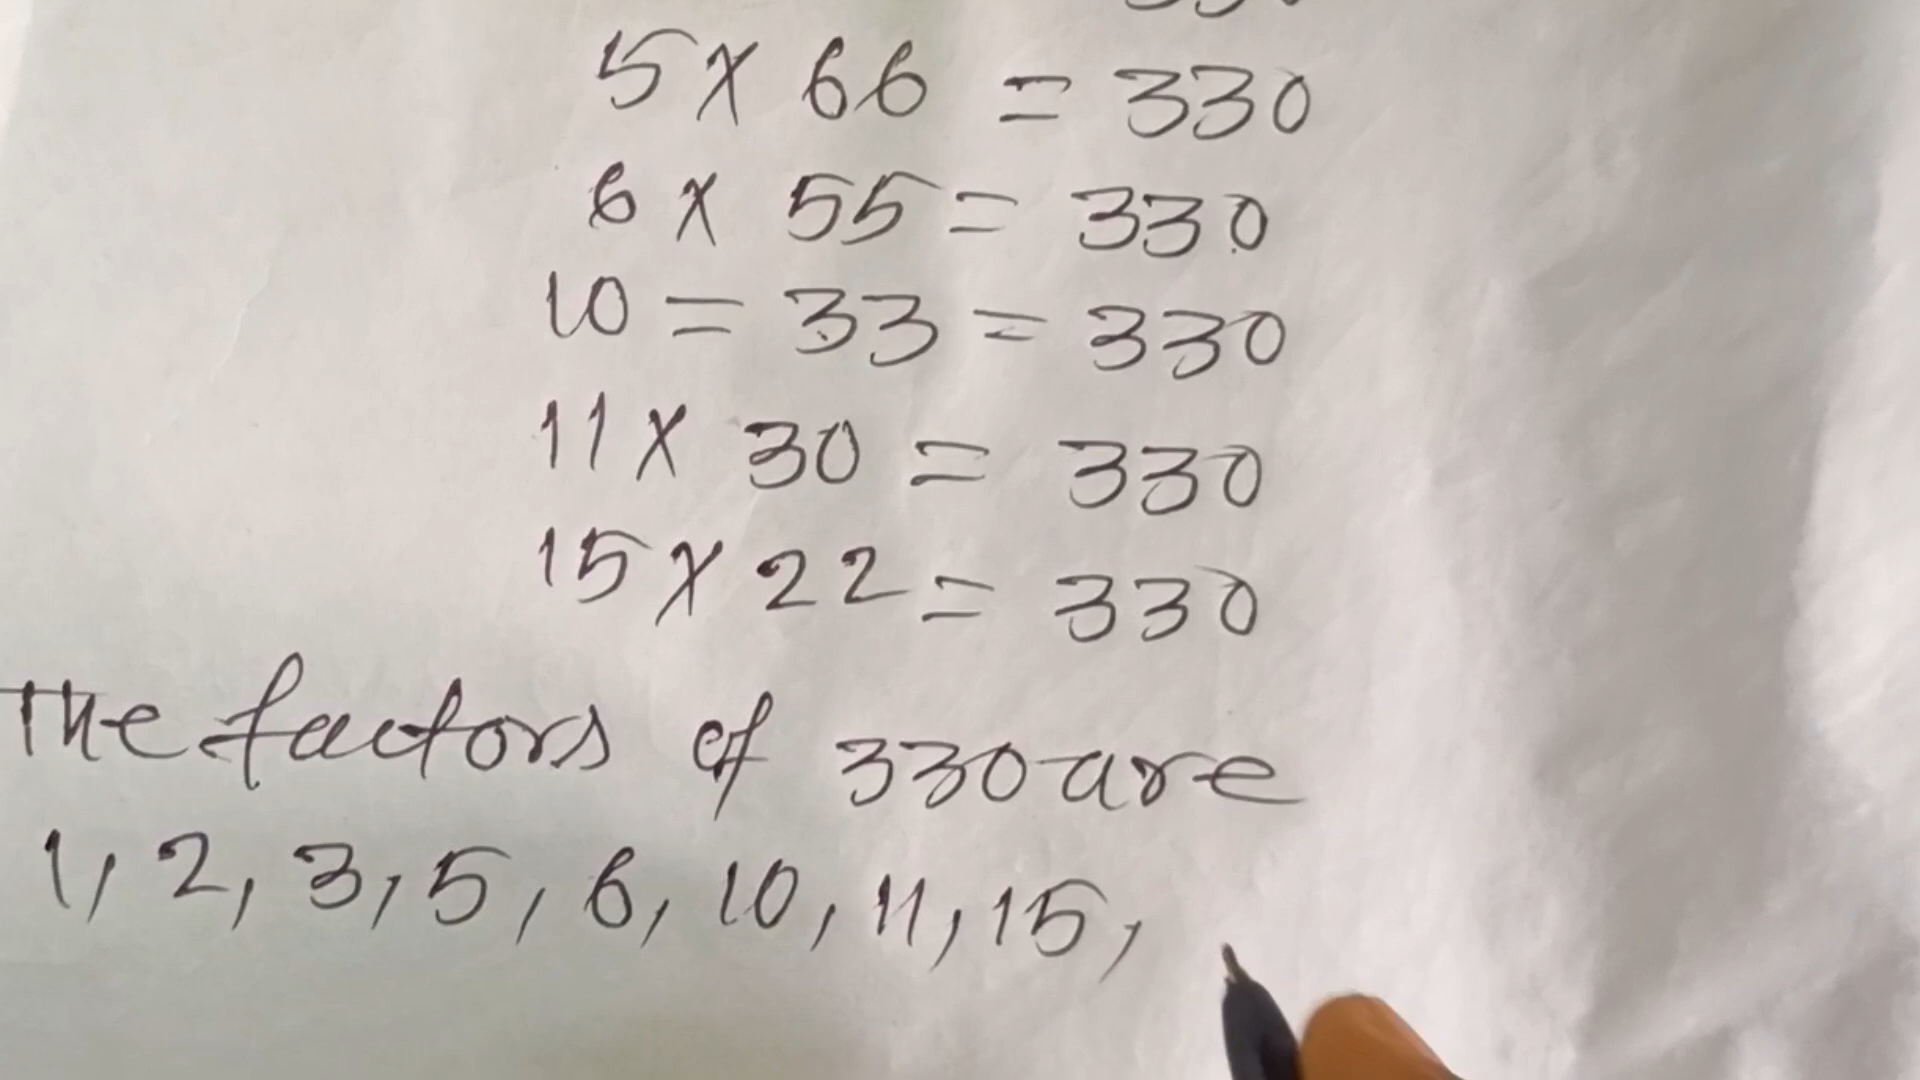 5 x 66 = 330
6 x 55 = 330
10 = 33 = 330
11 x 30 = 330
15 x 22 = 330
The factors of 330 are
1, 2, 3, 5, 6, 10, 11, 15,